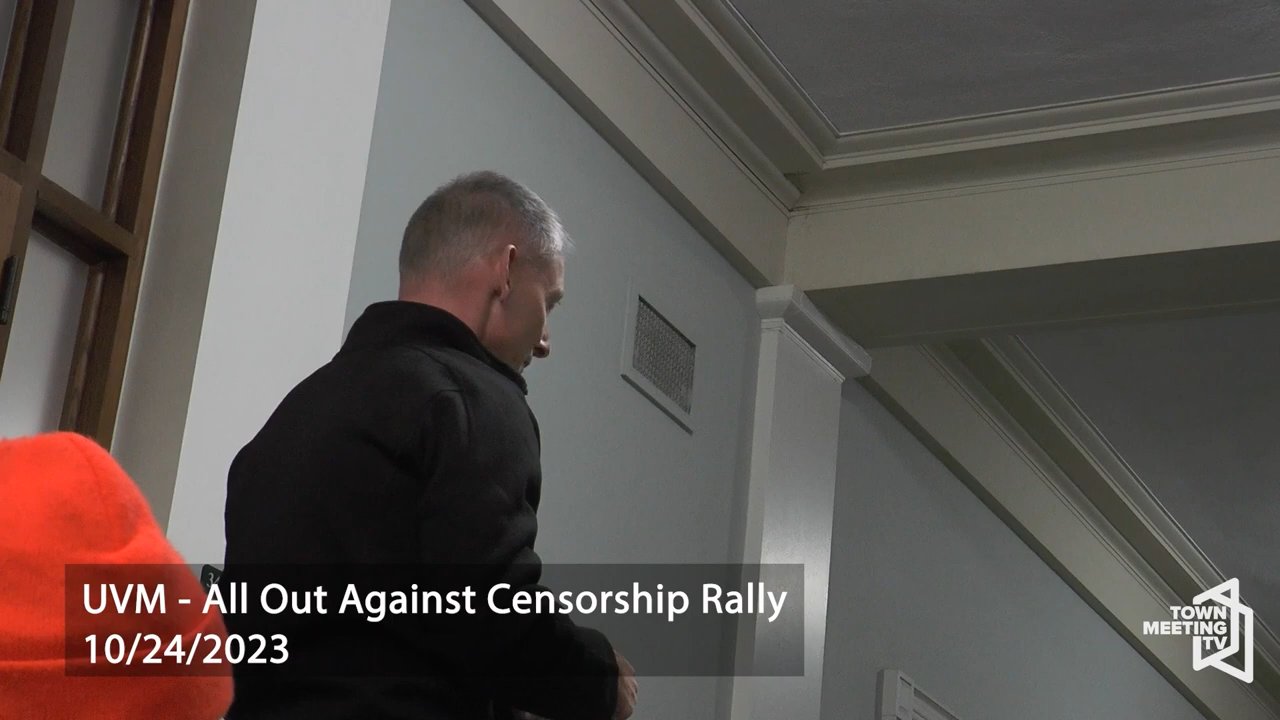 UVM - All Out Against Censorship Rally
10/24/2023
TOWN
MEETING
TV